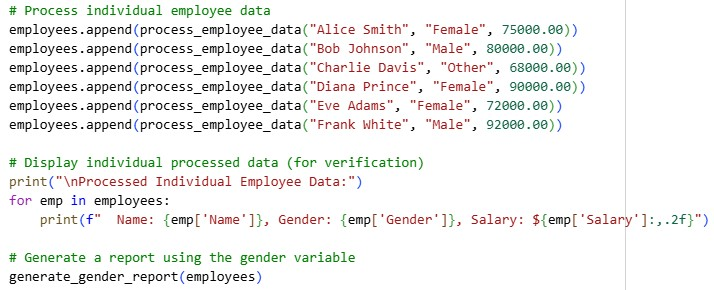 # Process individual employee data
employees.append(process_employee_data("Alice Smith", "Female", 75000.00))
employees.append(process_employee_data("Bob Johnson", "Male", 80000.00))
employees.append(process_employee_data("Charlie Davis", "Other", 68000.00))
employees.append(process_employee_data("Diana Prince", "Female", 90000.00))
employees.append(process_employee_data("Eve Adams", "Female", 72000.00))
employees.append(process_employee_data("Frank White", "Male", 92000.00))

# Display individual processed data (for verification)
print("\nProcessed Individual Employee Data:")
for emp in employees:
    print(f"  Name: {emp['Name']}, Gender: {emp['Gender']}, Salary: ${emp['Salary']:,.2f}")

# Generate a report using the gender variable
generate_gender_report(employees)